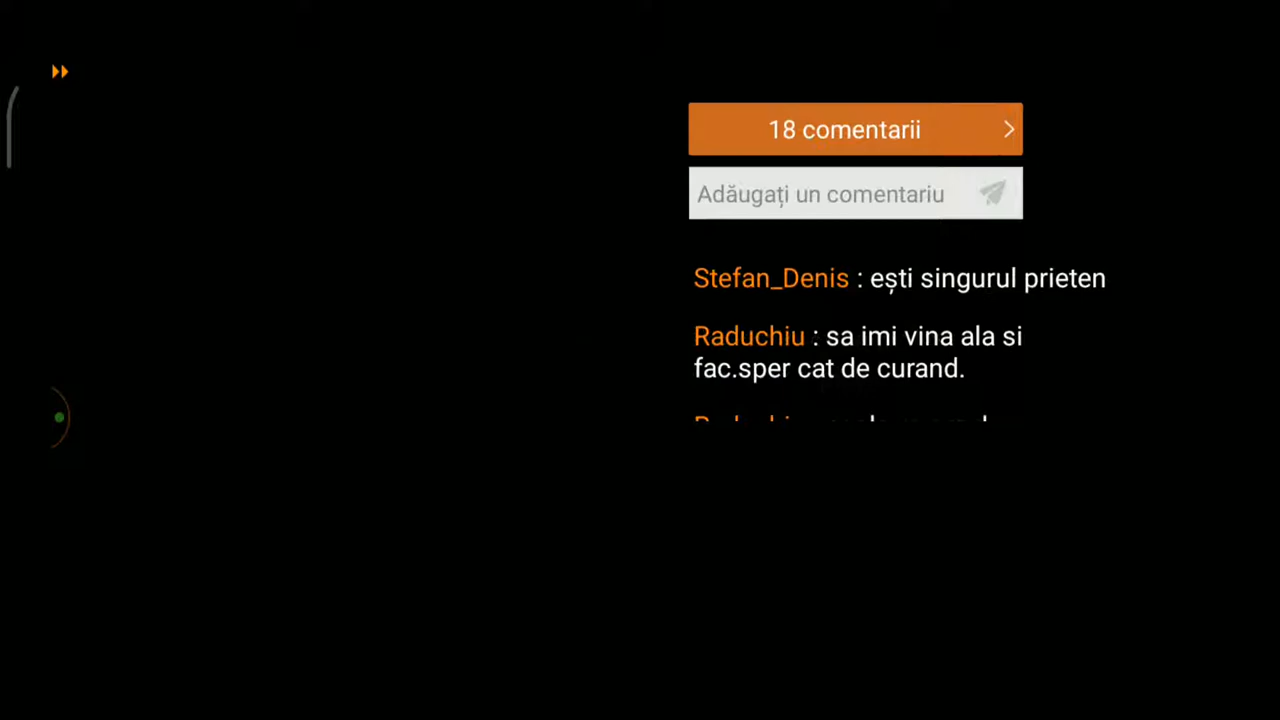 18 comentarii
Adăugați un comentariu
Stefan_Denis : ești singurul prieten
Raduchiu : sa imi vina ala si
fac.sper cat de curand.